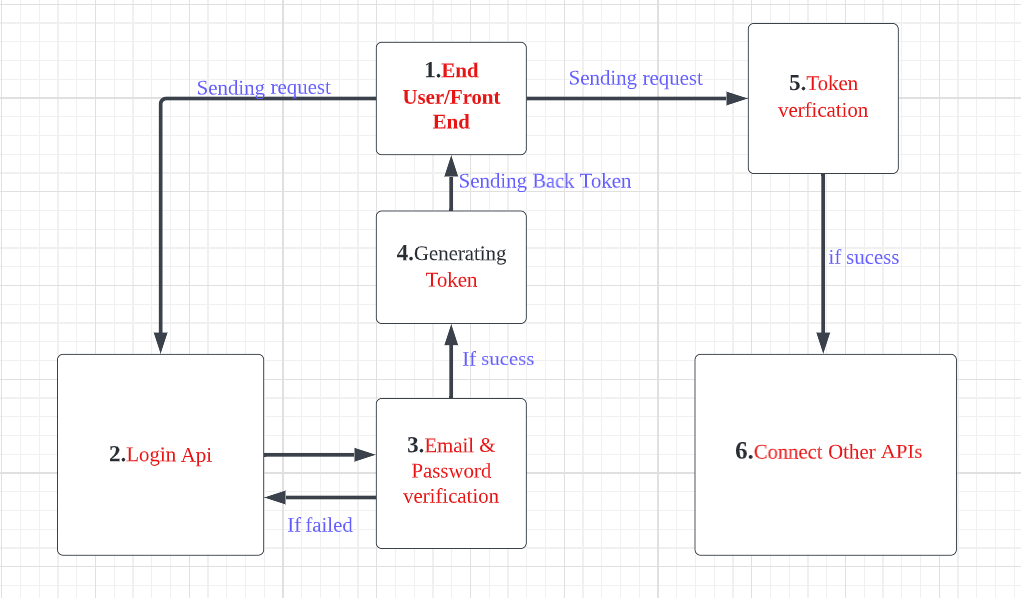 1.End
User/Front
End
Sending request
Sending request
5.Token
verfication
Sending Back Token
4.Generating
Token
if sucess
If sucess
2.Login Api
3.Email &
Password
verification
If failed
6.Connect Other APIs